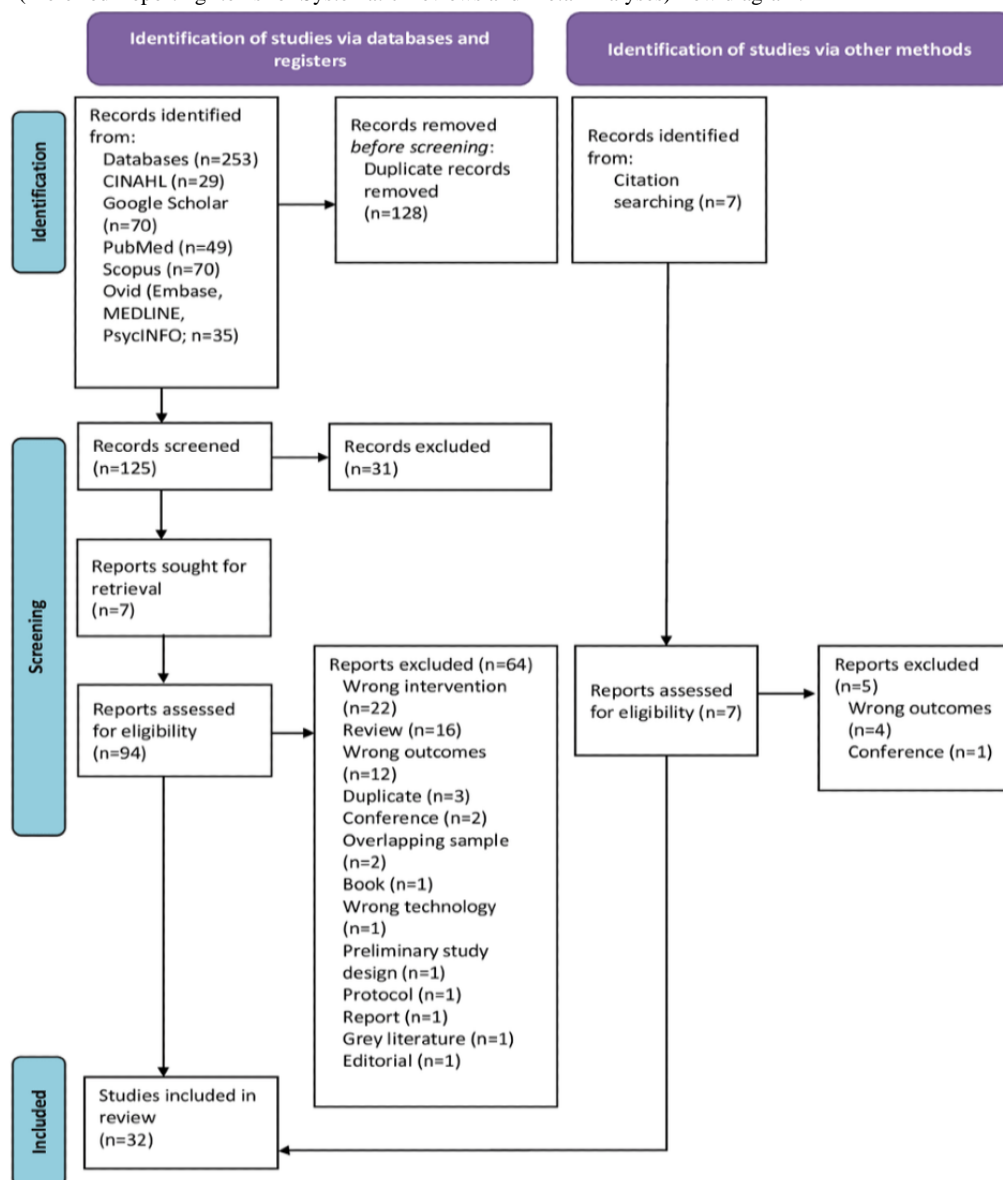 Identification of studies via databases and
registers
Identification of studies via other methods
Identification
Records identified
from:
Databases (n=253)
CINAHL (n=29)
Google Scholar
(n=70)
PubMed (n=49)
Scopus (n=70)
Ovid (Embase,
MEDLINE,
PsycINFO; n=35)
Records removed
before screening:
Duplicate records
removed
(n=128)
Records identified
from:
Citation
searching (n=7)
Screening
Records screened
(n=125)
Records excluded
(n=31)
Reports sought for
retrieval
(n=7)
Reports assessed
for eligibility
(n=94)
Reports excluded (n=64)
Wrong intervention
(n=22)
Review (n=16)
Wrong outcomes
(n=12)
Duplicate (n=3)
Conference (n=2)
Overlapping sample
(n=2)
Book (n=1)
Wrong technology
(n=1)
Preliminary study
design (n=1)
Protocol (n=1)
Report (n=1)
Grey literature (n=1)
Editorial (n=1)
Reports assessed
for eligibility (n=7)
Reports excluded
(n=5)
Wrong outcomes
(n=4)
Conference (n=1)
Included
Studies included in
review
(n=32)